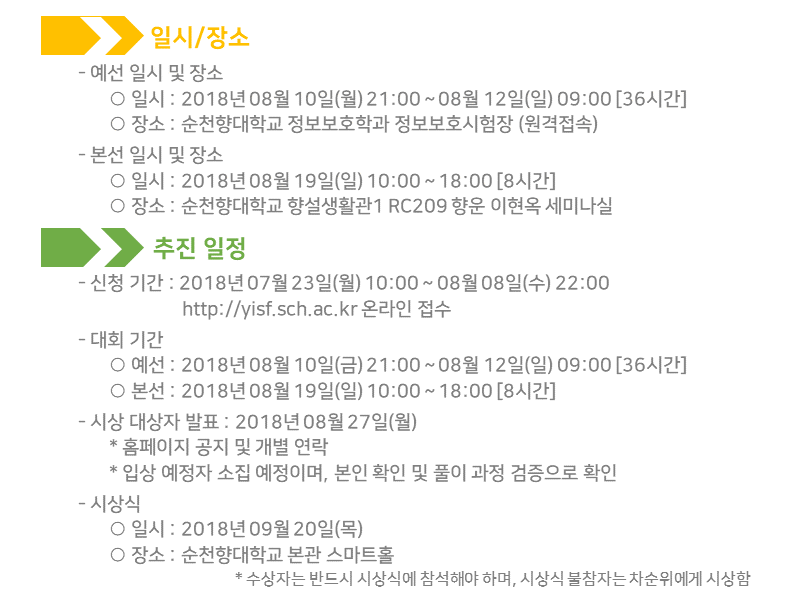 일시/장소
- 예선 일시 및 장소
○ 일시 : 2018년 08월 10일(월) 21:00 ~ 08월 12일(일) 09:00 [36시간]
○ 장소 : 순천향대학교 정보보호학과 정보보호시험장 (원격접속)
- 본선 일시 및 장소
○ 일시 : 2018년 08월 19일(일) 10:00 ~ 18:00 [8시간]
○ 장소 : 순천향대학교 향설생활관1 RC209 향운 이현옥 세미나실
추진 일정
- 신청 기간 : 2018년 07월 23일(월) 10:00 ~ 08월 08일(수) 22:00
http://yisf.sch.ac.kr 온라인 접수
- 대회 기간
○ 예선 : 2018년 08월 10일(금) 21:00 ~ 08월 12일(일) 09:00 [36시간]
○ 본선 : 2018년 08월 19일(일) 10:00 ~ 18:00 [8시간]
- 시상 대상자 발표 : 2018년 08월 27일(월)
* 홈페이지 공지 및 개별 연락
* 입상 예정자 소집 예정이며, 본인 확인 및 풀이 과정 검증으로 확인
- 시상식
○ 일시 : 2018년 09월 20일(목)
○ 장소 : 순천향대학교 본관 스마트홀
* 수상자는 반드시 시상식에 참석해야 하며, 시상식 불참자는 차순위에게 시상함